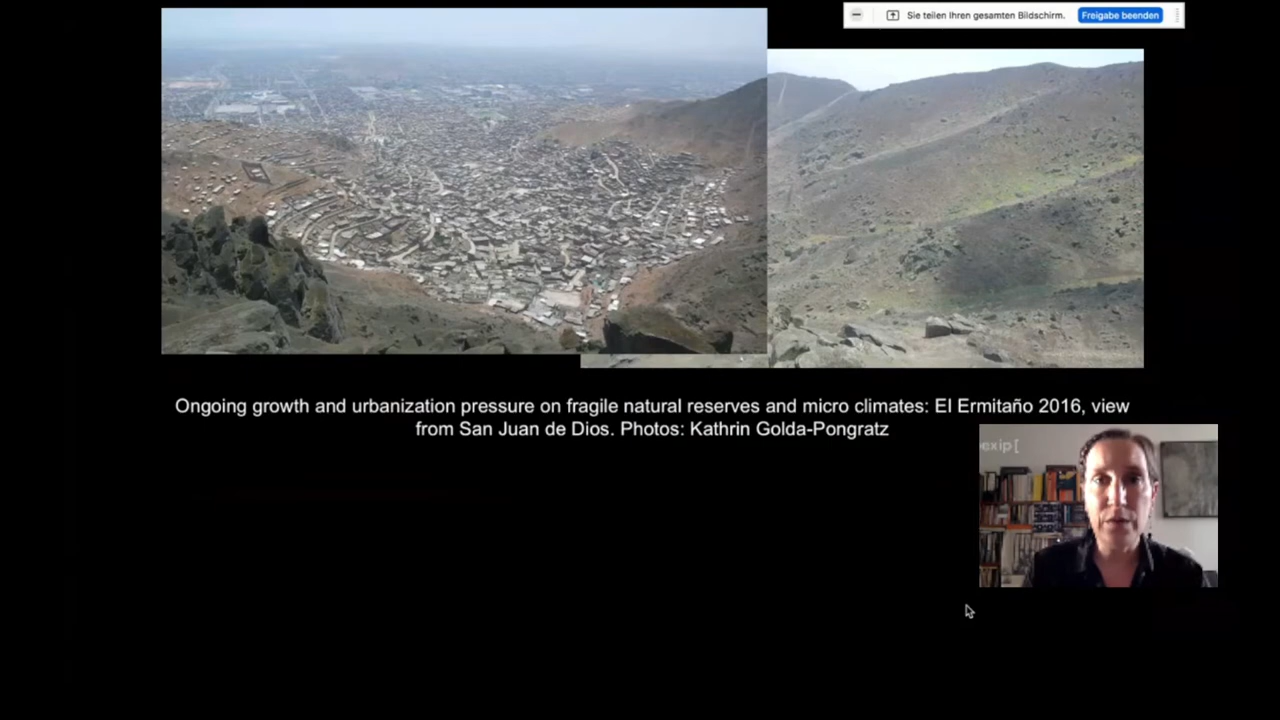 Sie teilen Ihren gesamten Bildschirm. Freigabe beenden
Ongoing growth and urbanization pressure on fragile natural reserves and micro climates: El Ermitaño 2016, view
from San Juan de Dios. Photos: Kathrin Golda-Pongratz
exip[